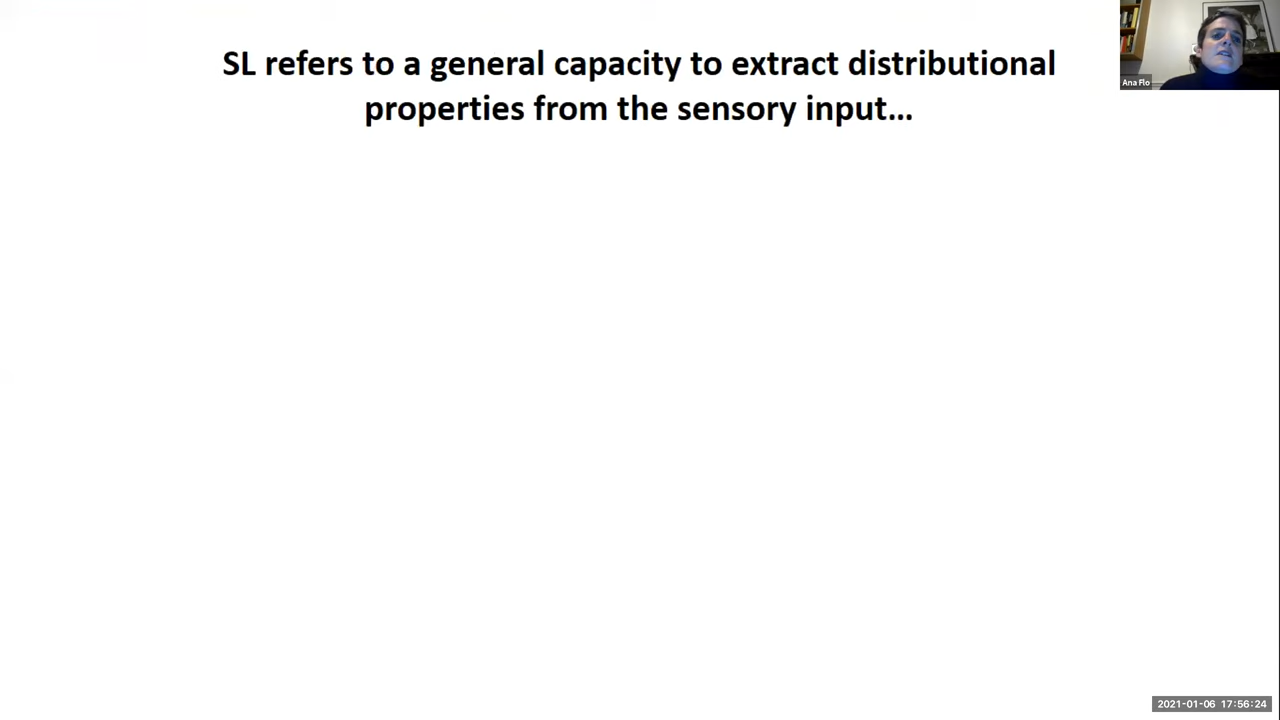 SL refers to a general capacity to extract distributional
properties from the sensory input...
Ana Flo
2021-01-06 17:56:24